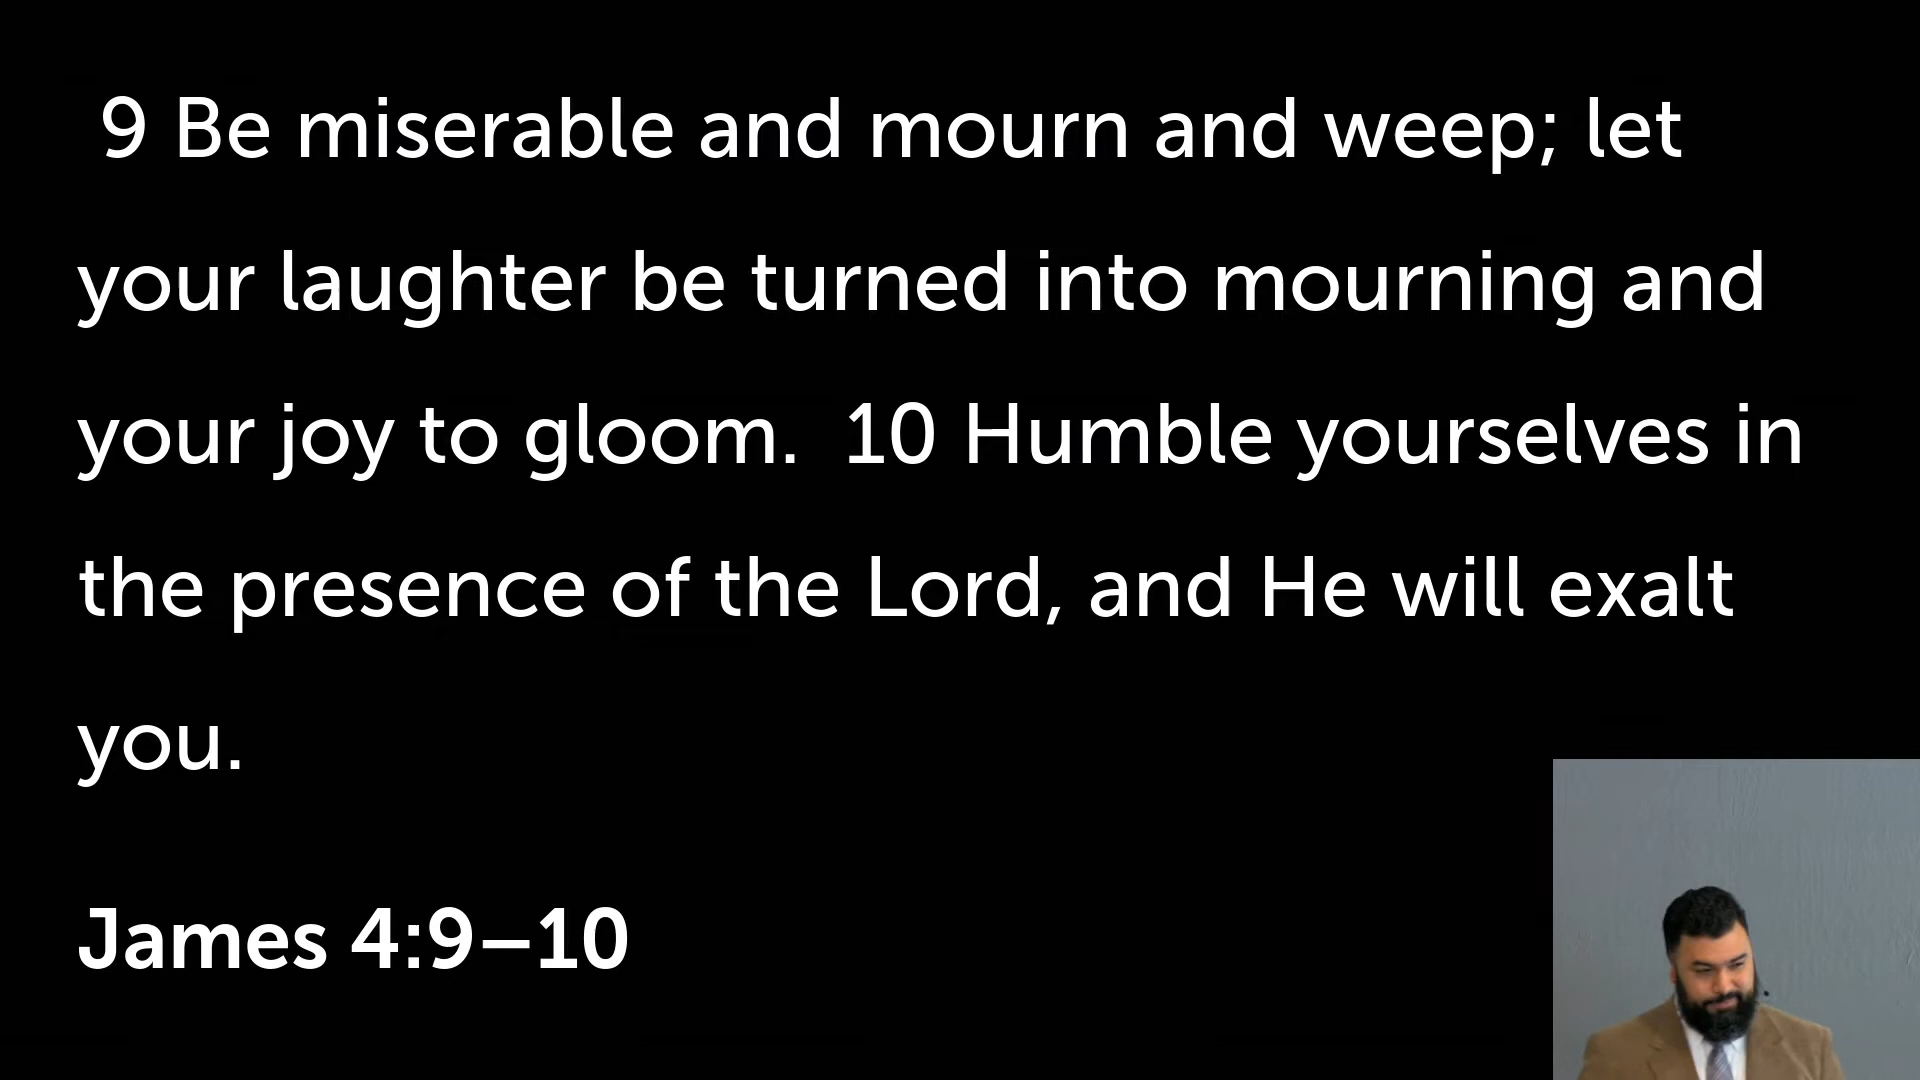 9 Be miserable and mourn and weep; let
your laughter be turned into mourning and
your joy to gloom.  10 Humble yourselves in
the presence of the Lord, and He will exalt
you.
James 4:9–10